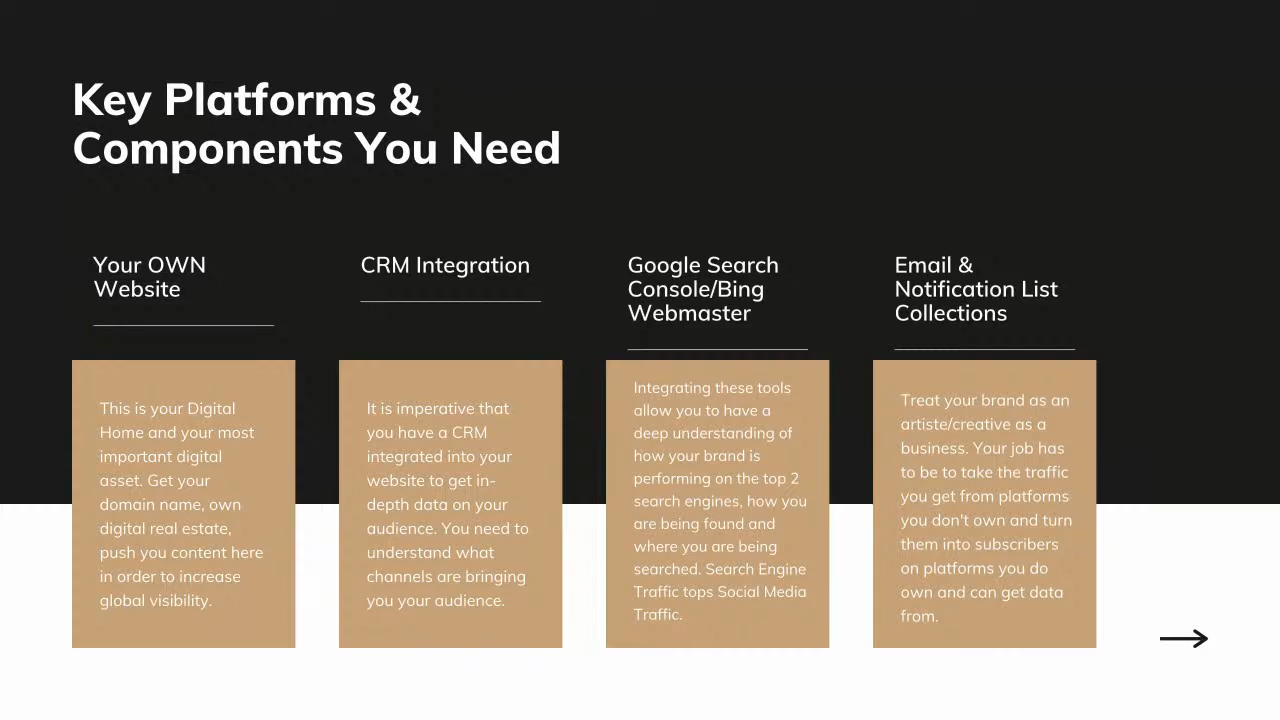 Key Platforms &
Components You Need
Your OWN
Website
This is your Digital
Home and your most
important digital
asset. Get your
domain name, own
digital real estate,
push you content here
in order to increase
global visibility.
CRM Integration
It is imperative that
you have a CRM
integrated into your
website to get in-
depth data on your
audience. You need to
understand what
channels are bringing
you your audience.
Google Search
Console/Bing
Webmaster
Integrating these tools
allow you to have a
deep understanding of
how your brand is
performing on the top 2
search engines, how you
are being found and
where you are being
searched. Search Engine
Traffic tops Social Media
Traffic.
Email &
Notification List
Collections
Treat your brand as an
artiste/creative as a
business. Your job has
to be to take the traffic
you get from platforms
you don't own and turn
them into subscribers
on platforms you do
own and can get data
from.